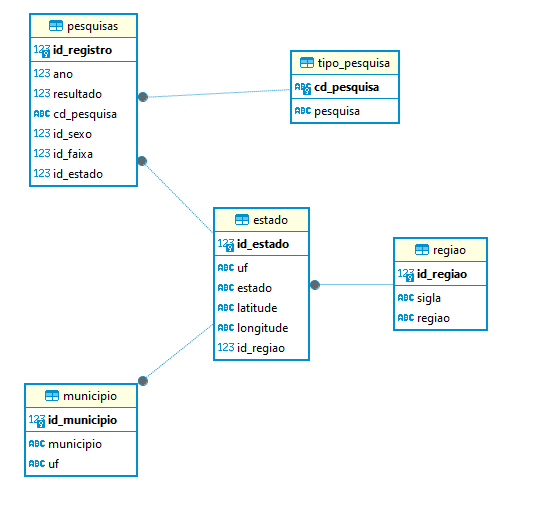 pesquisas
123 id_registro
123 ano
123 resultado
ABC cd_pesquisa
123 id_sexo
123 id_faixa
123 id_estado
tipo_pesquisa
ABC cd_pesquisa
ABC pesquisa
estado
123 id_estado
ABC uf
ABC estado
ABC latitude
ABC longitude
123 id_regiao
regiao
123 id_regiao
ABC sigla
ABC regiao
municipio
123 id_municipio
ABC municipio
ABC uf